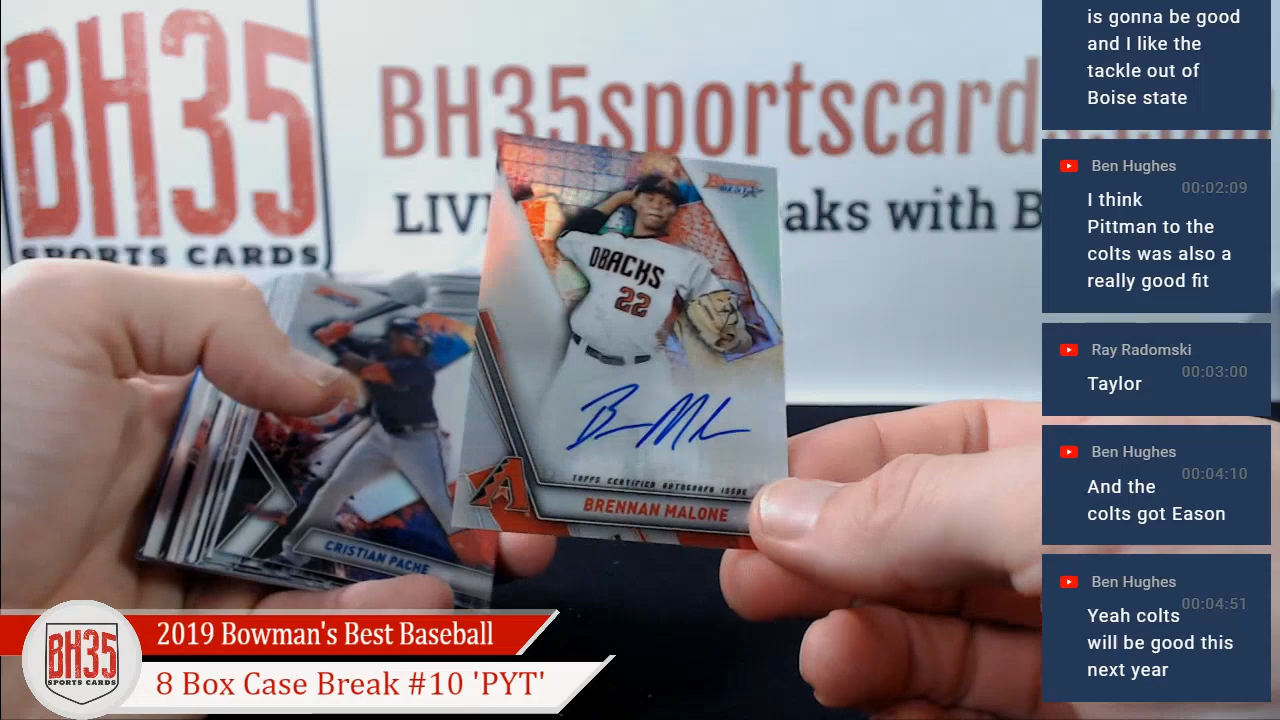 BH35
SPORTS CARDS
BH35sportscards.com
LIV
aks with B
Bowman's
BEST
DBACKS
22
TOPPS CERTIFIED AUTOGRAPH ISSUE
BRENNAN MALONE
CRISTIAN PACHE
BH35
SPORTS CARDS
2019 Bowman's Best Baseball
8 Box Case Break #10 'PYT'
is gonna be good
and I like the
tackle out of
Boise state
Ben Hughes
00:02:09
I think
Pittman to the
colts was also a
really good fit
Ray Radomski
00:03:00
Taylor
Ben Hughes
00:04:10
And the
colts got Eason
Ben Hughes
00:04:51
Yeah colts
will be good this
next year